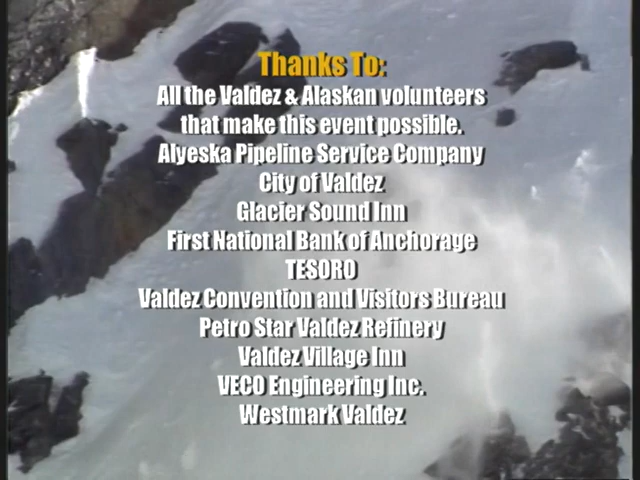 Thanks To:
All the Valdez & Alaskan volunteers
that make this event possible.
Alyeska Pipeline Service Company
City of Valdez
Glacier Sound Inn
First National Bank of Anchorage
TESORO
Valdez Convention and Visitors Bureau
Petro Star Valdez Refinery
Valdez Village Inn
VECO Engineering Inc.
Westmark Valdez